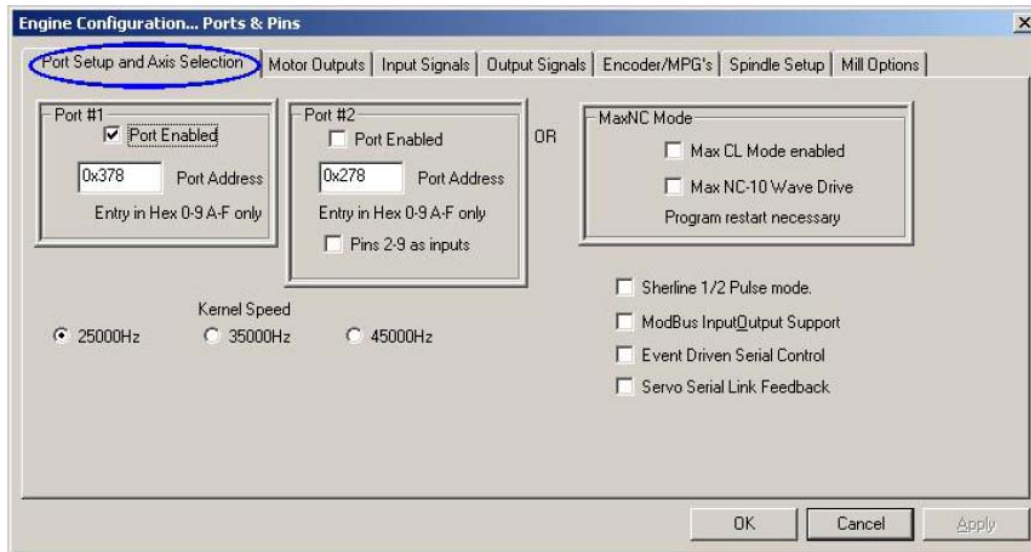 Engine Configuration... Ports & Pins
Port Setup and Axis Selection
Motor Outputs
Input Signals
Output Signals
Encoder/MPG's
Spindle Setup
Mill Options
Port #1
Port Enabled
0x378 Port Address
Entry in Hex 0-9 A-F only
Port #2
Port Enabled
0x278 Port Address
Entry in Hex 0-9 A-F only
Pins 2-9 as inputs
OR
MaxNC Mode
Max CL Mode enabled
Max NC-10 Wave Drive
Program restart necessary
Kernel Speed
25000Hz 35000Hz 45000Hz
Sherline 1/2 Pulse mode.
ModBus InputOutput Support
Event Driven Serial Control
Servo Serial Link Feedback
OK
Cancel
Apply